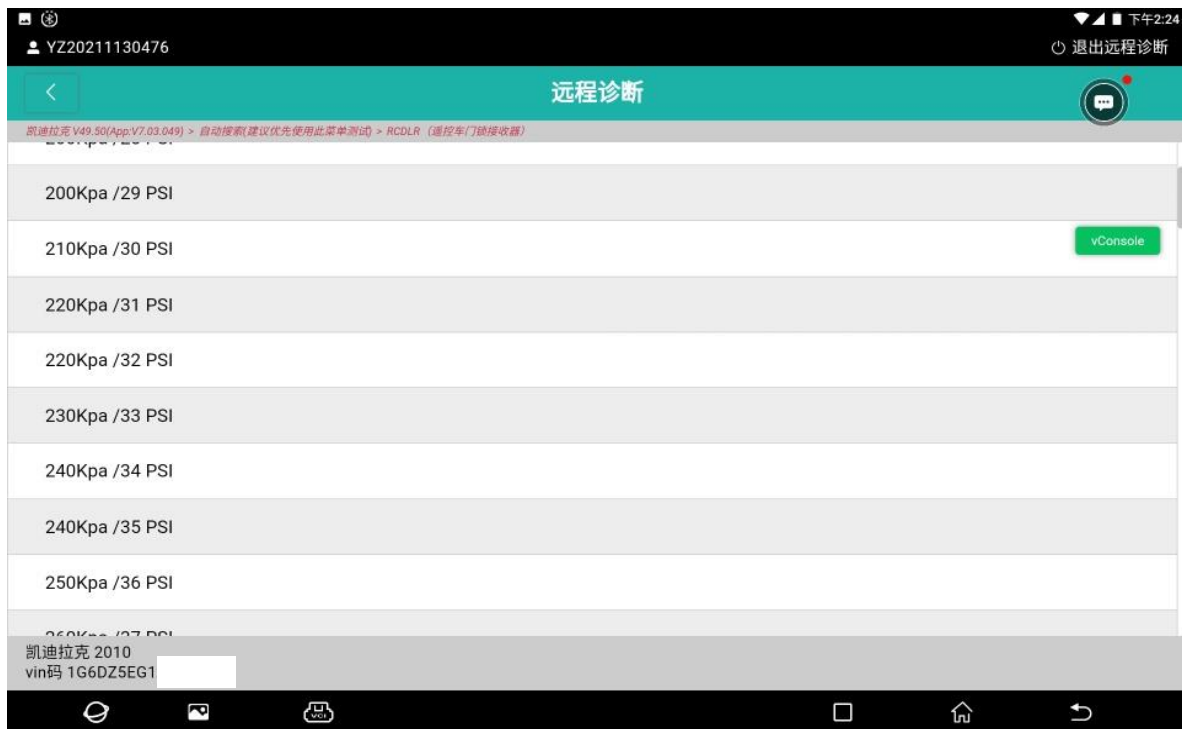 下午2:24
YZ20211130476
退出远程诊断
远程诊断
凯迪拉克 V49.50(App:V7.03.049) > 自动搜索(建议优先使用此菜单测试) > RCDLR（遥控车门锁接收器）
200Kpa /29 PSI
210Kpa /30 PSI
vConsole
220Kpa /31 PSI
220Kpa /32 PSI
230Kpa /33 PSI
240Kpa /34 PSI
240Kpa /35 PSI
250Kpa /36 PSI
凯迪拉克 2010
vin码 1G6DZ5EG1
VCI